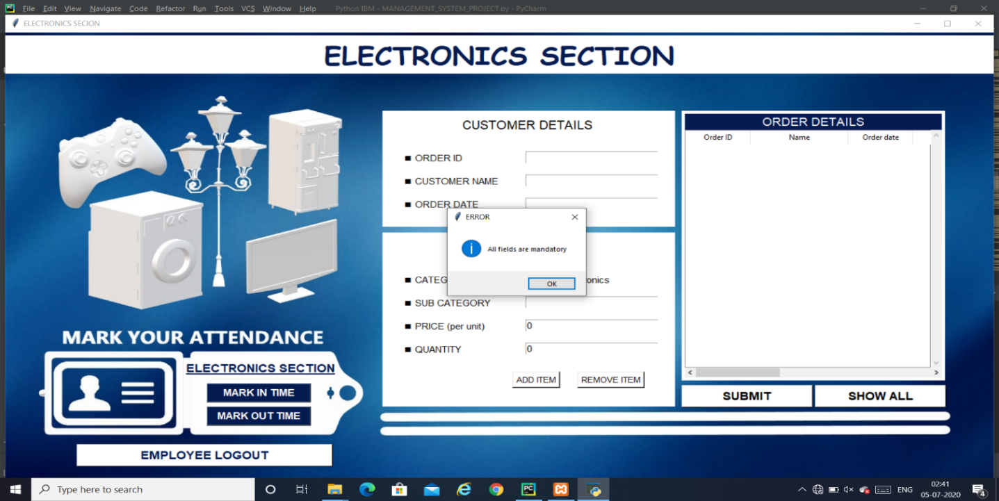 File Edit View Navigate Code Refactor Run Tools VCS Window Help Python IBM - MANAGEMENT_SYSTEM_PROJECT.py - PyCharm
ELECTRONICS SECION
ELECTRONICS SECTION
CUSTOMER DETAILS
ORDER ID
CUSTOMER NAME
ORDER DATE
ERROR
All fields are mandatory
OK
CATEG
onics
SUB CATEGORY
PRICE (per unit) 0
QUANTITY 0
ADD ITEM REMOVE ITEM
ORDER DETAILS
Order ID Name Order date
SUBMIT SHOW ALL
MARK YOUR ATTENDANCE
ELECTRONICS SECTION
MARK IN TIME
MARK OUT TIME
EMPLOYEE LOGOUT
Type here to search
PC
ENG
02:41
05-07-2020
4